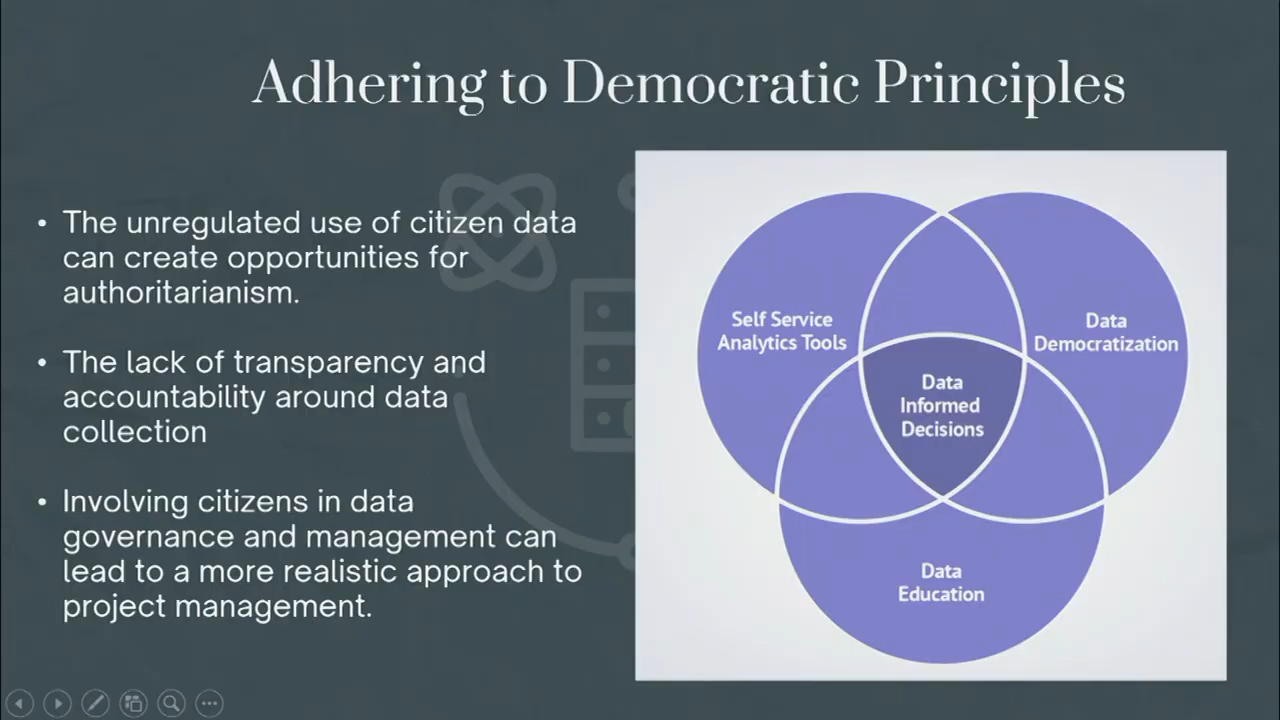 Adhering to Democratic Principles
• The unregulated use of citizen data
can create opportunities for
authoritarianism.
• The lack of transparency and
accountability around data
collection
• Involving citizens in data
governance and management can
lead to a more realistic approach to
project management.
Self Service
Analytics Tools
Data
Democratization
Data
Informed
Decisions
Data
Education